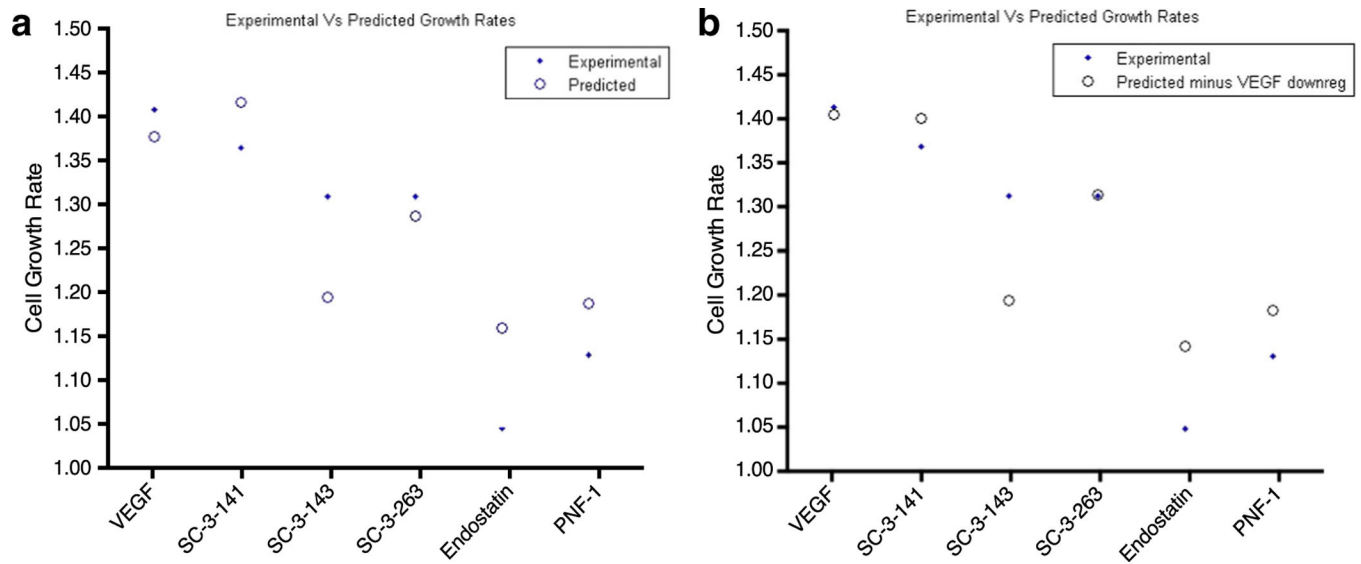 a
Experimental Vs Predicted Growth Rates
Experimental
Predicted
Cell Growth Rate
1.50
1.45
1.40
1.35
1.30
1.25
1.20
1.15
1.10
1.05
1.00
VEGF
SC-3-141
SC-3-143
SC-3-263
Endostatin
PNF-1
b
Experimental Vs Predicted Growth Rates
Experimental
Predicted minus VEGF downreg
Cell Growth Rate
1.50
1.45
1.40
1.35
1.30
1.25
1.20
1.15
1.10
1.05
1.00
VEGF
SC-3-141
SC-3-143
SC-3-263
Endostatin
PNF-1